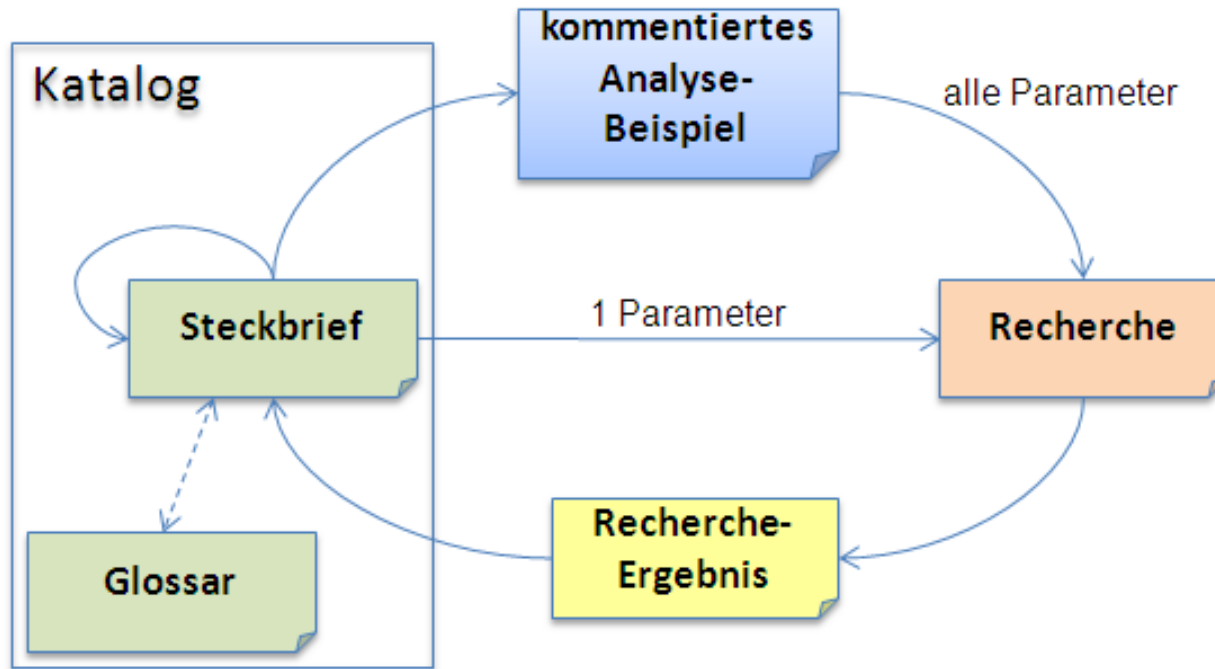 kommentiertes
Analyse-
Beispiel
Katalog
alle Parameter
Steckbrief
1 Parameter
Recherche
Recherche-
Ergebnis
Glossar